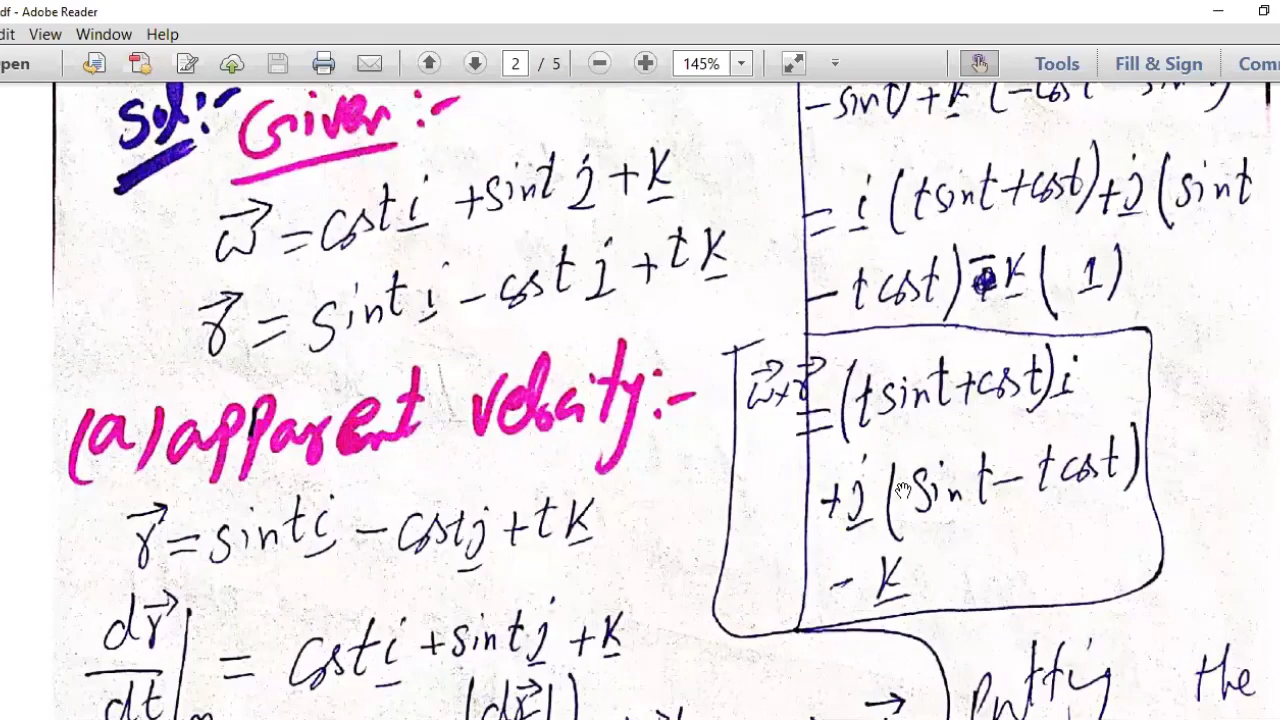 df - Adobe Reader
dit View Window Help
pen 2 / 5 145% Tools Fill & Sign Com
Sol:- Given:-
ω⃗ = cost i + sint j + k
r⃗ = sint i - cost j + t k
(a) apparent velocity:-
r⃗ = sint i - cost j + t k
dr⃗/dt | = cost i + sint j + k
- sint) + k (-cos
= i (tsint + cost) + j (sint
- tcost) - k ( 1 )
ω⃗×r⃗ = (tsint + cost) i
+ j (sint - tcost)
- k
Putting the